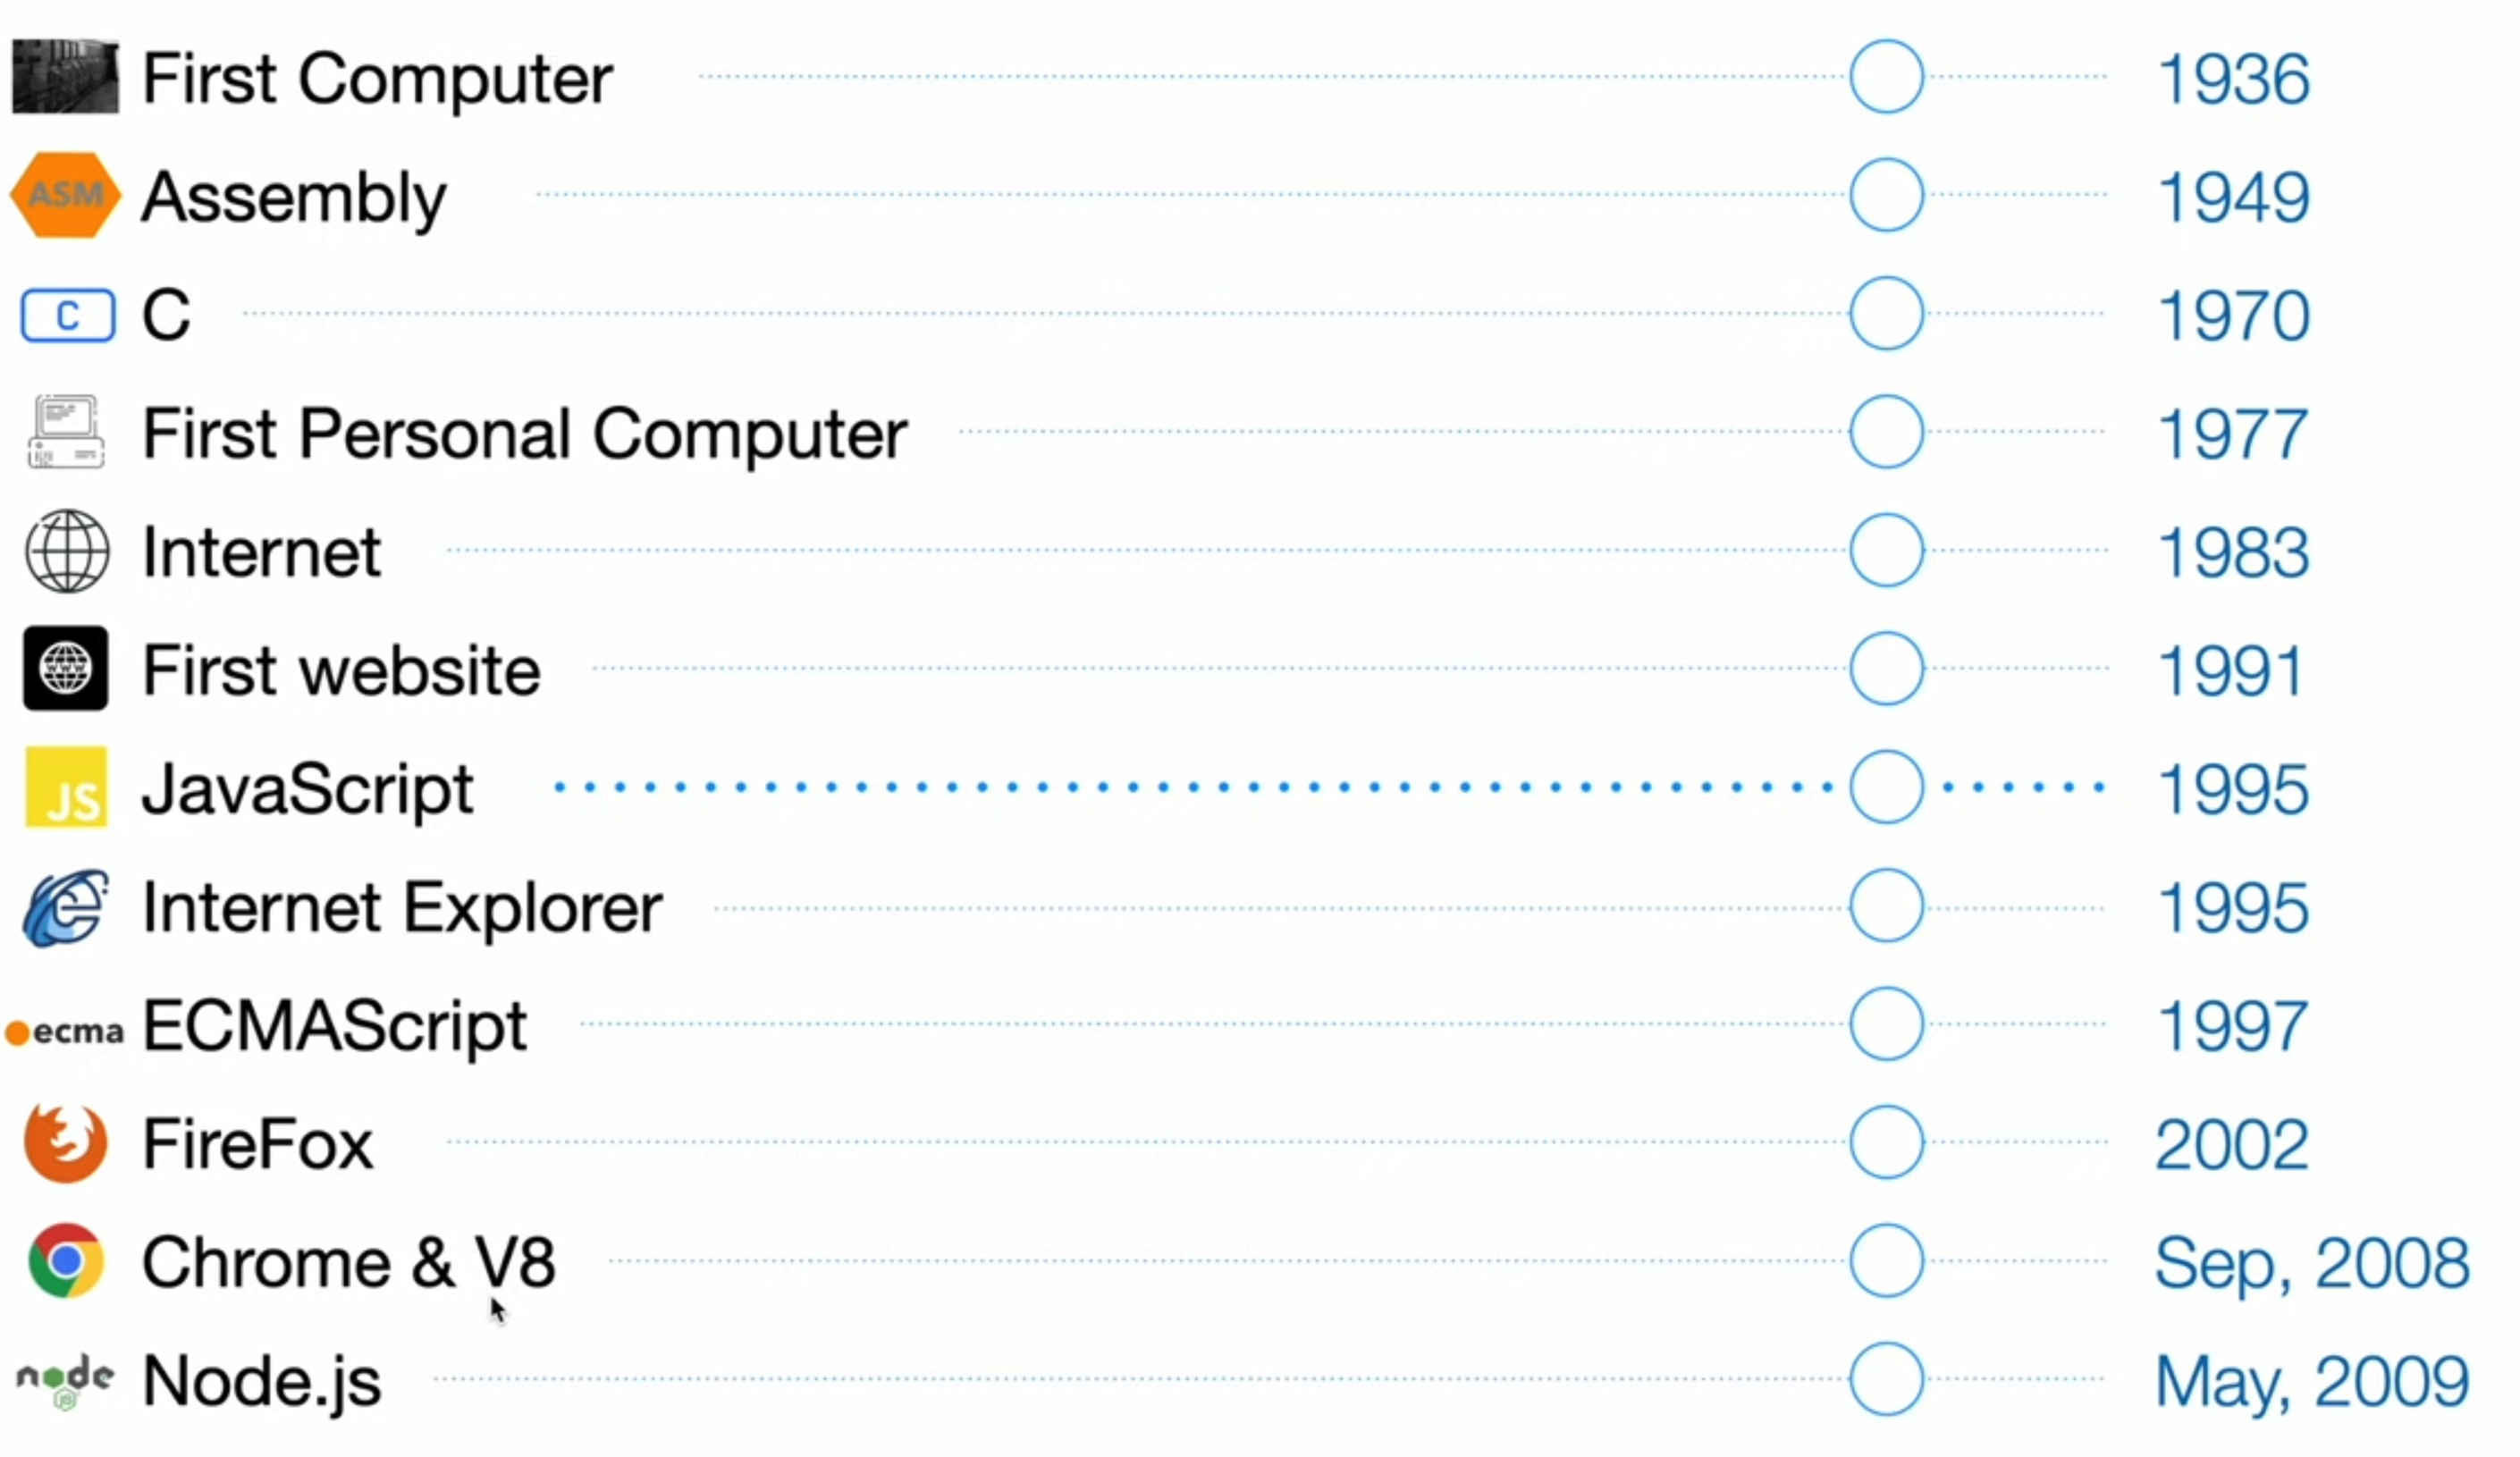 First Computer 1936
ASM Assembly 1949
C C 1970
First Personal Computer 1977
Internet 1983
WWW First website 1991
JS JavaScript 1995
e Internet Explorer 1995
ecma ECMAScript 1997
FireFox 2002
Chrome & V8 Sep, 2008
node JS Node.js May, 2009